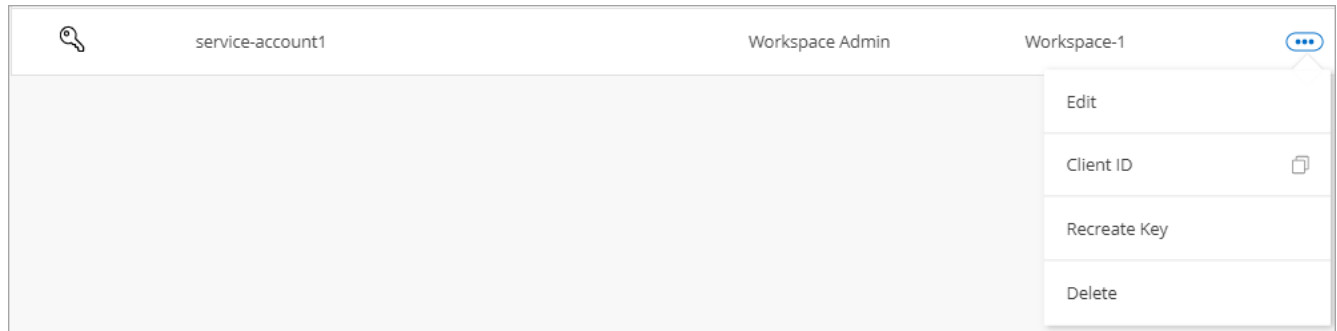 service-account1 Workspace Admin Workspace-1
Edit
Client ID
Recreate Key
Delete